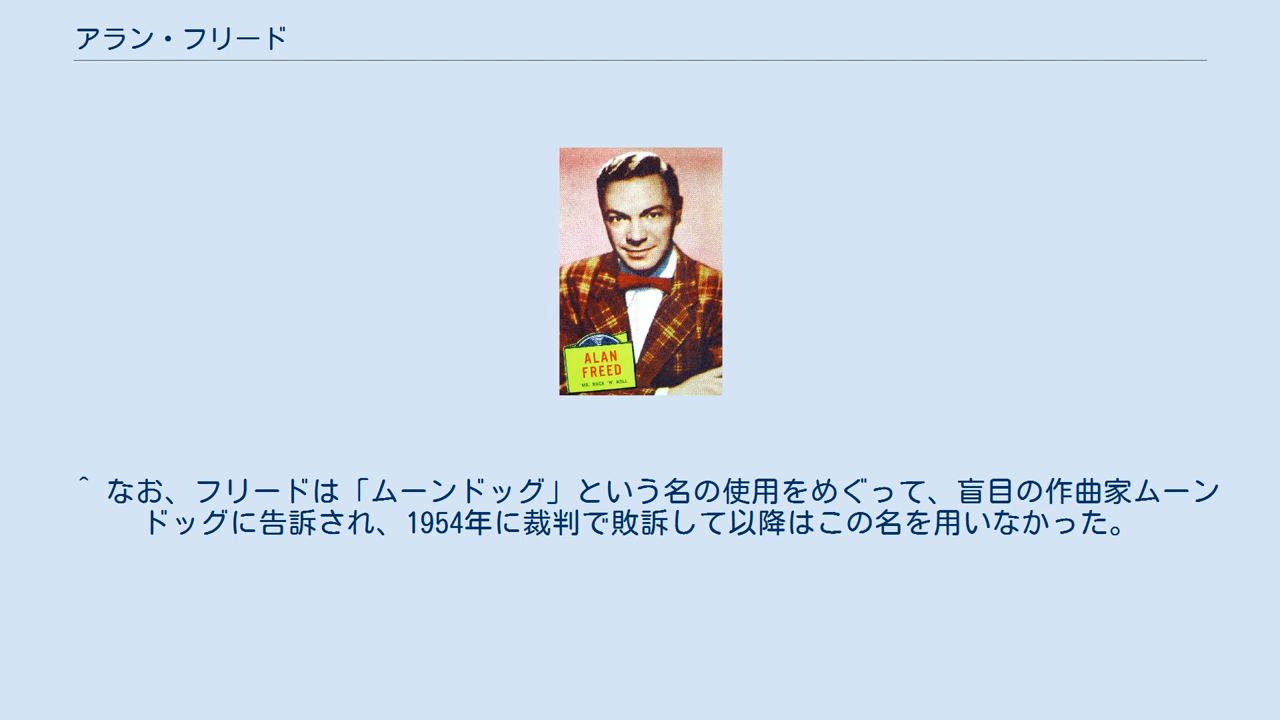 アラン・フリード
ALAN
FREED
MR. ROCK 'N' ROLL
^ なお、フリードは「ムーンドッグ」という名の使用をめぐって、盲目の作曲家ムーン
ドッグに告訴され、1954年に裁判で敗訴して以降はこの名を用いなかった。